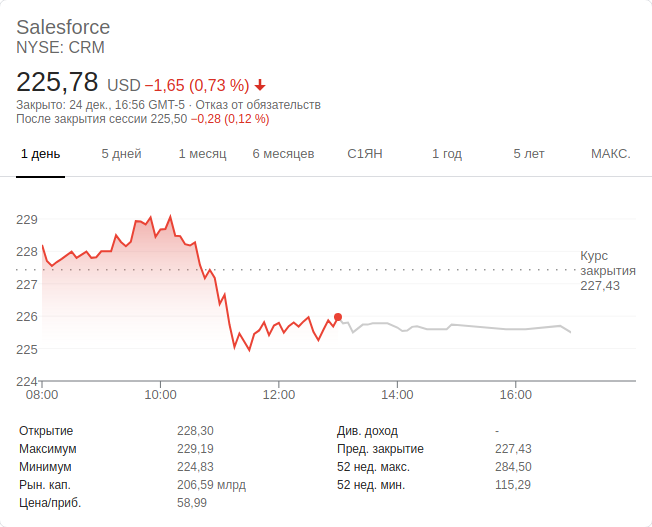 Salesforce
NYSE: CRM
225,78 USD −1,65 (0,73 %)
Закрыто: 24 дек., 16:56 GMT-5 · Отказ от обязательств
После закрытия сессии 225,50 −0,28 (0,12 %)
1 день 5 дней 1 месяц 6 месяцев С1ЯН 1 год 5 лет МАКС.
229
228
Курс
закрытия
227,43
227
226
225
224
08:00 10:00 12:00 14:00 16:00
Открытие 228,30 Див. доход -
Максимум 229,19 Пред. закрытие 227,43
Минимум 224,83 52 нед. макс. 284,50
Рын. кап. 206,59 млрд 52 нед. мин. 115,29
Цена/приб. 58,99